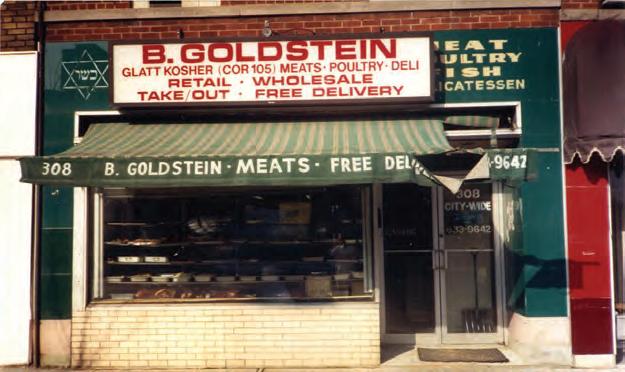 כשר
B. GOLDSTEIN
GLATT KOSHER (COR 105) MEATS · POULTRY · DELI
RETAIL · WHOLESALE
TAKE/OUT · FREE DELIVERY
EAT
ULTRY
FISH
LICATESSEN
308 B. GOLDSTEIN · MEATS · FREE DEL -9642
308
CITY-WIDE
633-9642